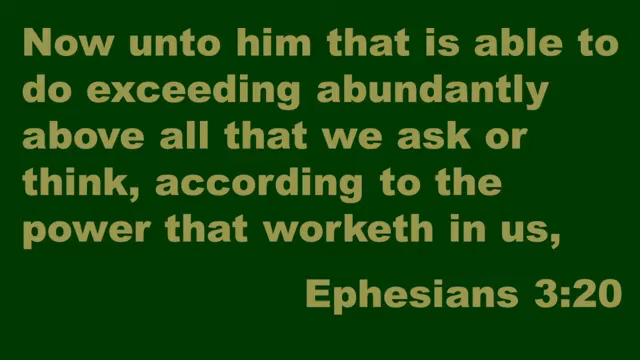 Now unto him that is able to
do exceeding abundantly
above all that we ask or
think, according to the
power that worketh in us,
Ephesians 3:20